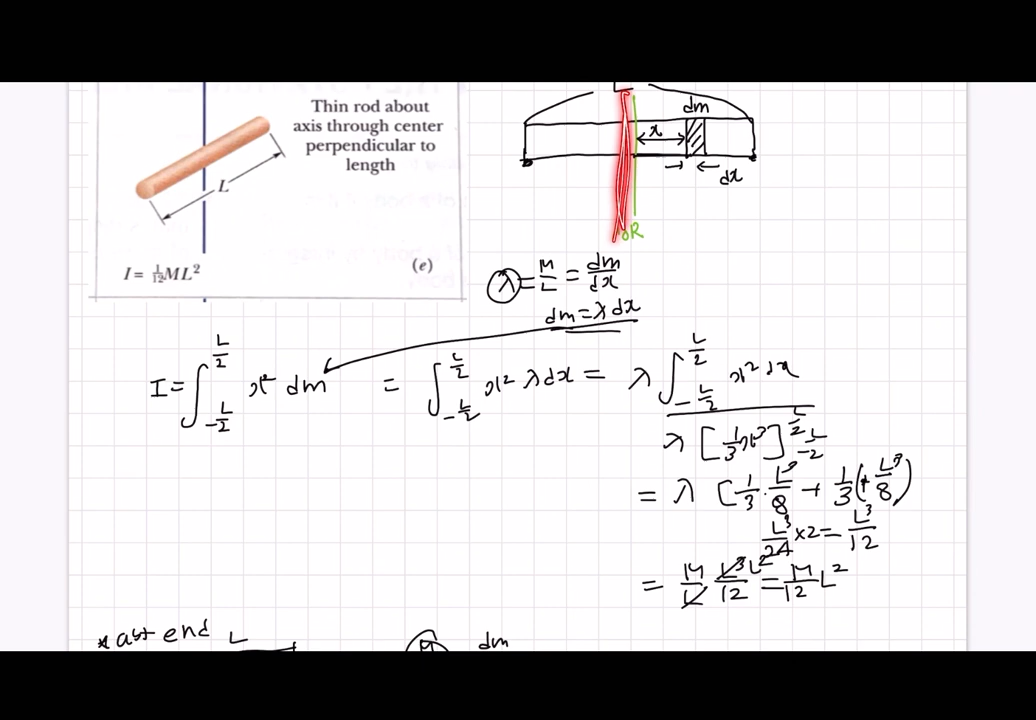 L
dm
Thin rod about
axis through center
perpendicular to
length
x
dx
L
I = 1/12 ML²
(e)
λ = M/L = dm/dx
dm = λ dx
I = ∫_{-L/2}^{L/2} x² dm = ∫_{-L/2}^{L/2} x² λ dx = λ ∫_{-L/2}^{L/2} x² dx
λ [1/3 x³]^{L/2}_{-L/2}
= λ [1/3 · L³/8 + 1/3 (+ L³/8)
L³/24 × 2 = L³/12
= M/L L³/12 L² = M/12 L²
* abt end L
M dm